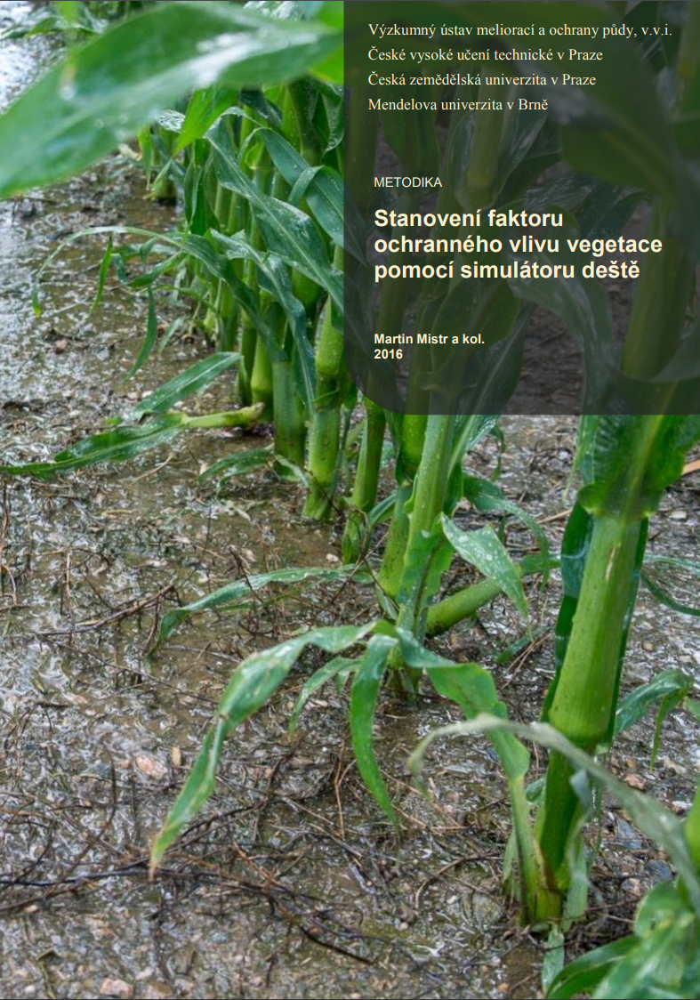 Výzkumný ústav meliorací a ochrany půdy, v.v.i.
České vysoké učení technické v Praze
Česká zemědělská univerzita v Praze
Mendelova univerzita v Brně
METODIKA
Stanovení faktoru
ochranného vlivu vegetace
pomocí simulátoru deště
Martin Mistr a kol.
2016